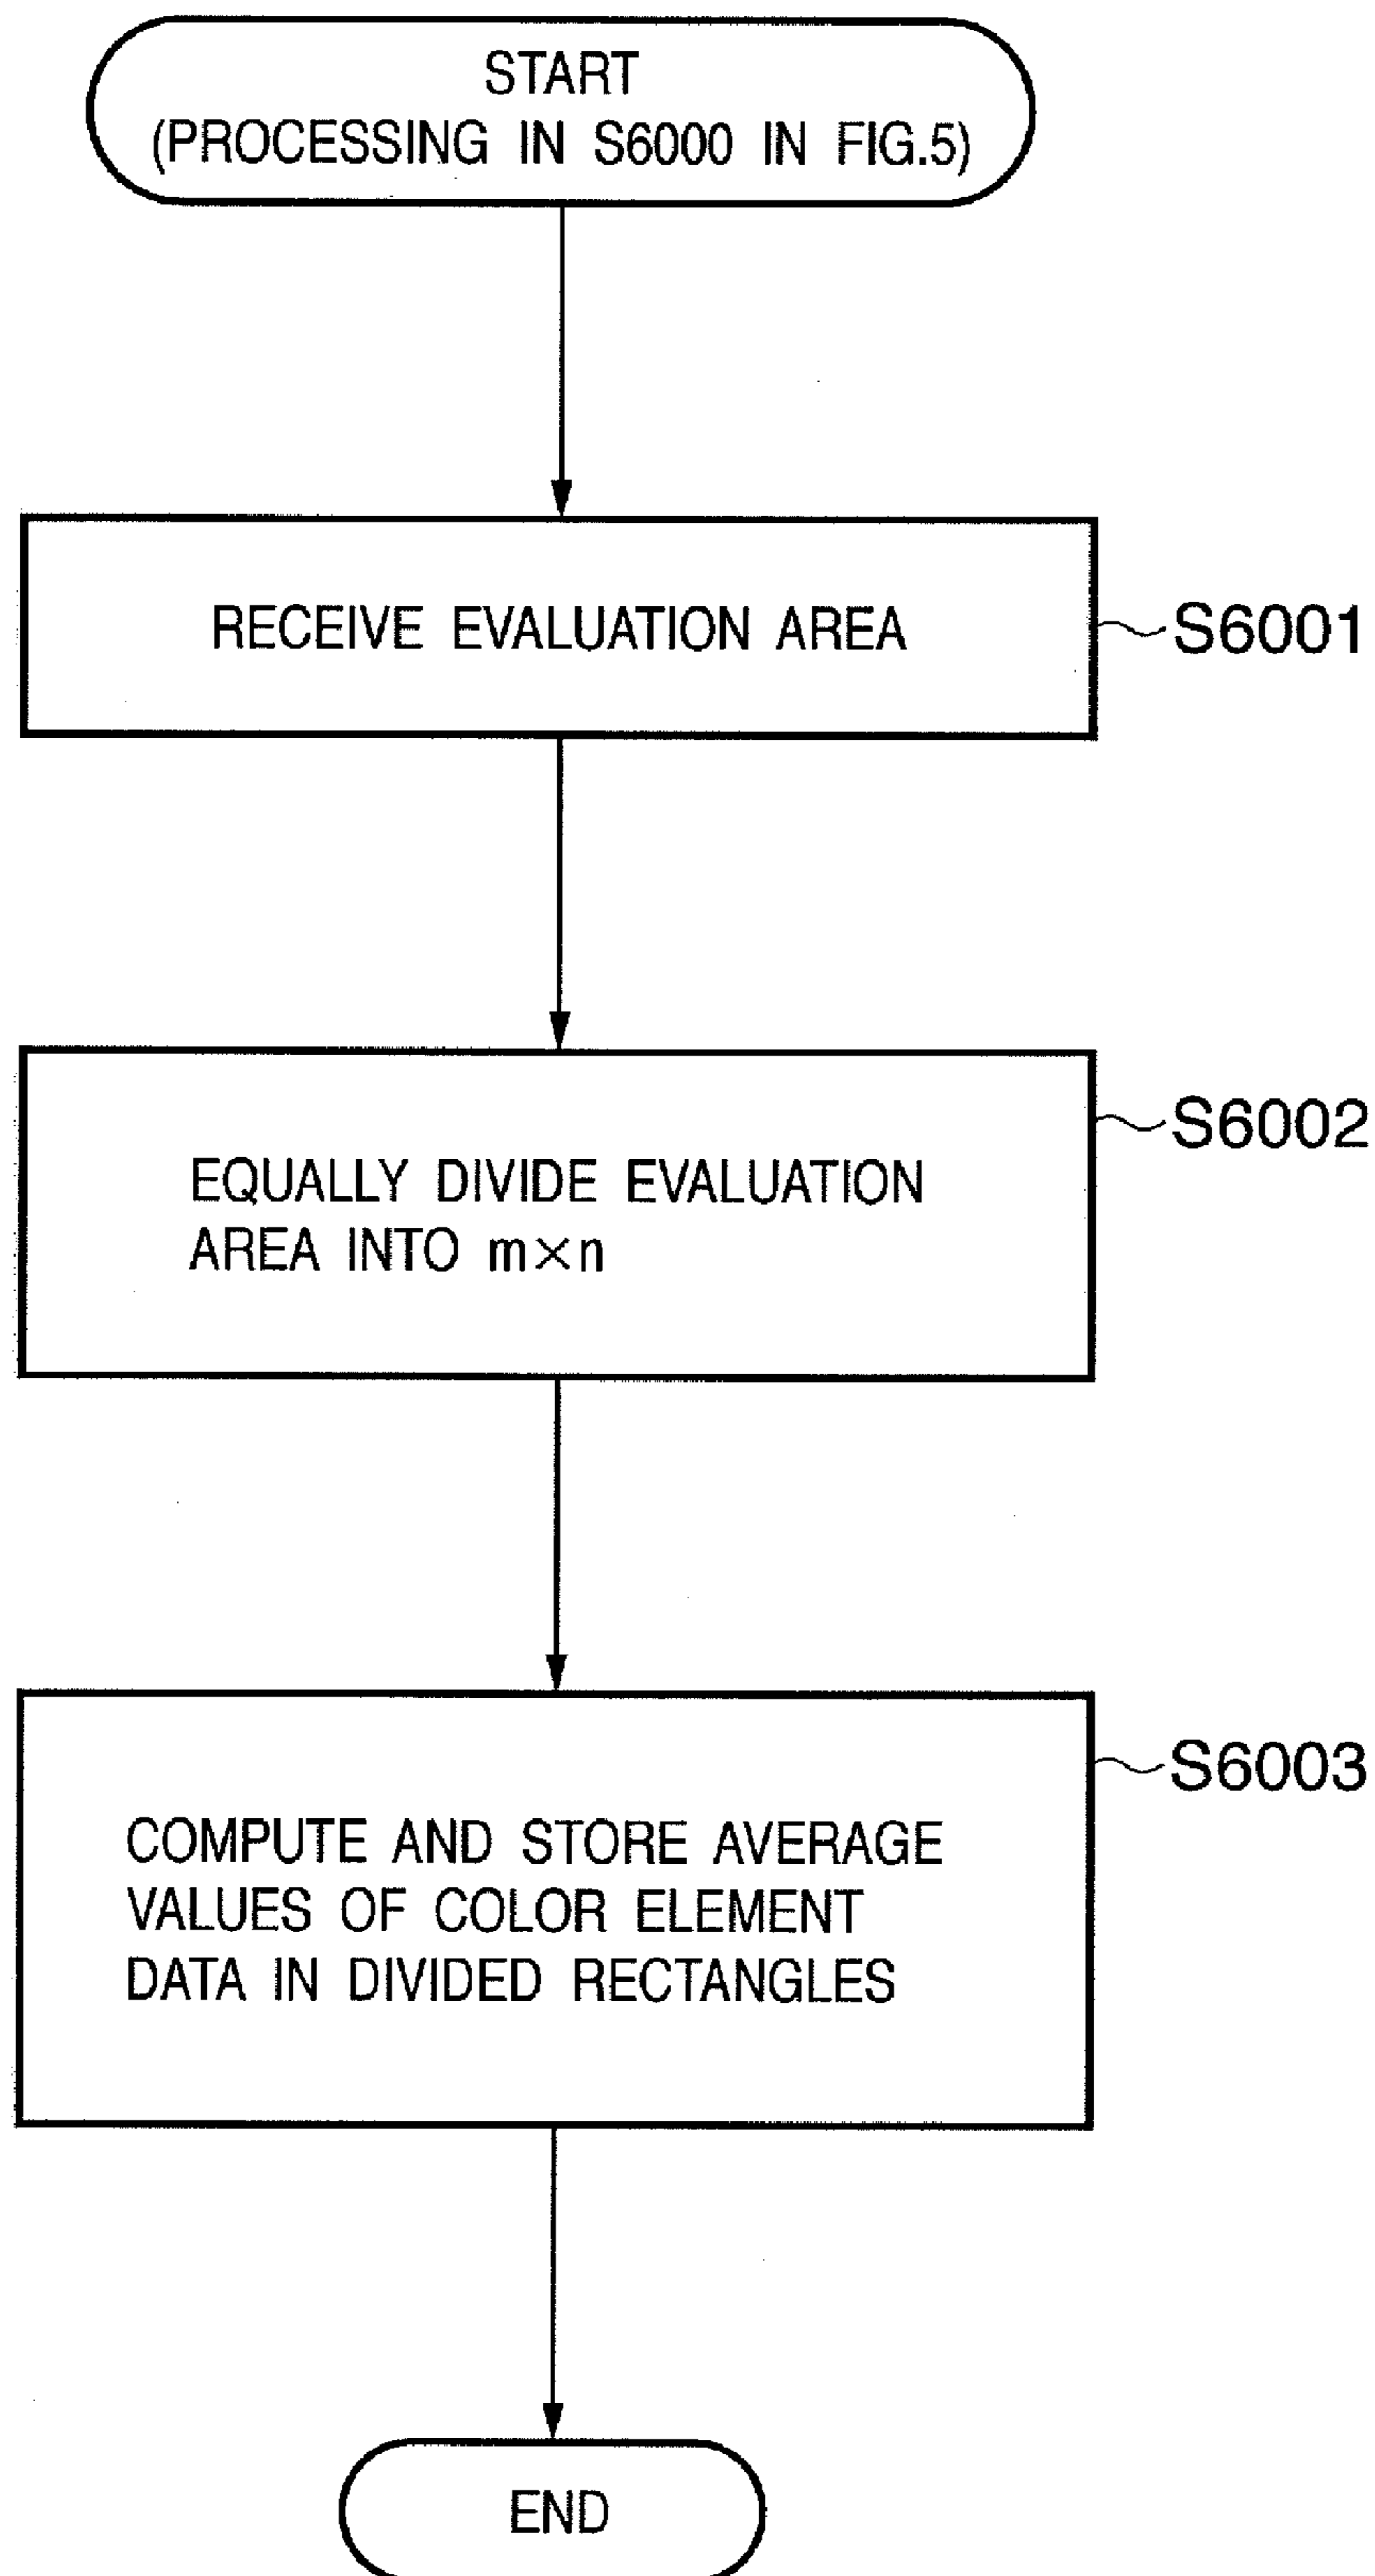 START
(PROCESSING IN S6000 IN FIG.5)
RECEIVE EVALUATION AREA
S6001
S6002
EQUALLY DIVIDE EVALUATION
AREA INTO m×n
S6003
COMPUTE AND STORE AVERAGE
VALUES OF COLOR ELEMENT
DATA IN DIVIDED RECTANGLES
END